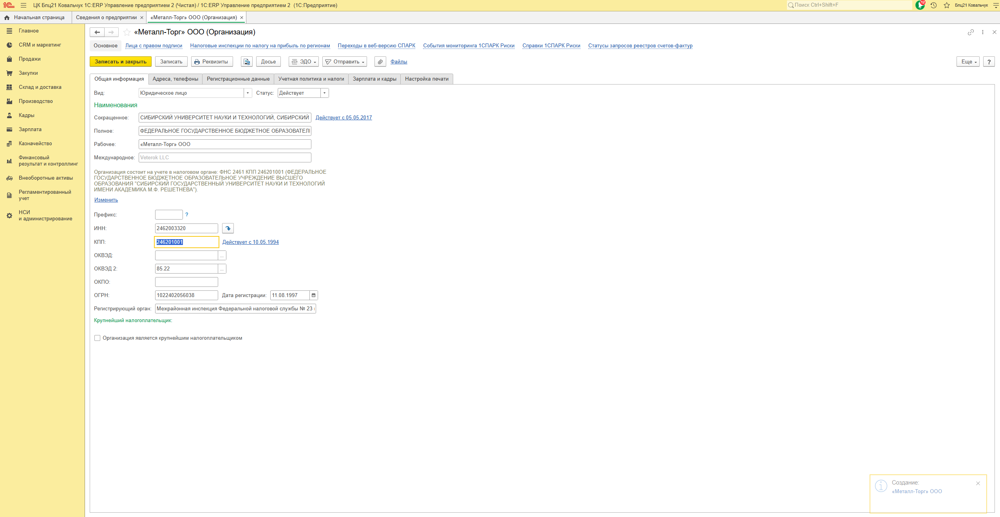 1С ЦК Бпц21 Ковальчук 1С:ERP Управление предприятием 2 (Чистая) / 1С:ERP Управление предприятием 2 (1С:Предприятие) Поиск Ctrl+Shift+F 12 Бпц21 Ковальчук
Начальная страница Сведения о предприятии × «Металл-Торг» ООО (Организация) ×
Главное
CRM и маркетинг
Продажи
Закупки
Склад и доставка
Производство
Кадры
Зарплата
Казначейство
Финансовый
результат и контроллинг
Внеоборотные активы
Регламентированный
учет
НСИ
и администрирование
«Металл-Торг» ООО (Организация)
Основное Лица с правом подписи Налоговые инспекции по налогу на прибыль по регионам Переходы в веб-версию СПАРК События мониторинга 1СПАРК Риски Справки 1СПАРК Риски Статусы запросов реестров счетов-фактур
Записать и закрыть Записать Реквизиты Досье ЭДО Отправить Файлы Еще ?
Общая информация Адреса, телефоны Регистрационные данные Учетная политика и налоги Зарплата и кадры Настройка печати
Вид: Юридическое лицо Статус: Действует
Наименования
Сокращенное: СИБИРСКИЙ УНИВЕРСИТЕТ НАУКИ И ТЕХНОЛОГИЙ, СИБИРСКИЙ Действует с 05.05.2017
Полное: ФЕДЕРАЛЬНОЕ ГОСУДАРСТВЕННОЕ БЮДЖЕТНОЕ ОБРАЗОВАТЕЛ
Рабочее: «Металл-Торг» ООО
Международное: Veterok LLC
Организация состоит на учете в налоговом органе: ФНС 2461 КПП 246201001 (ФЕДЕРАЛЬНОЕ
ГОСУДАРСТВЕННОЕ БЮДЖЕТНОЕ ОБРАЗОВАТЕЛЬНОЕ УЧРЕЖДЕНИЕ ВЫСШЕГО
ОБРАЗОВАНИЯ "СИБИРСКИЙ ГОСУДАРСТВЕННЫЙ УНИВЕРСИТЕТ НАУКИ И ТЕХНОЛОГИЙ
ИМЕНИ АКАДЕМИКА М.Ф. РЕШЕТНЕВА").
Изменить
Префикс: ?
ИНН: 2462003320
КПП: 246201001 Действует с 10.05.1994
ОКВЭД: ...
ОКВЭД 2: 85.22 ...
ОКПО:
ОГРН: 1022402056038 Дата регистрации: 11.08.1997
Регистрирующий орган: Межрайонная инспекция Федеральной налоговой службы № 23
Крупнейший налогоплательщик:
Организация является крупнейшим налогоплательщиком
Создание:
«Металл-Торг» ООО